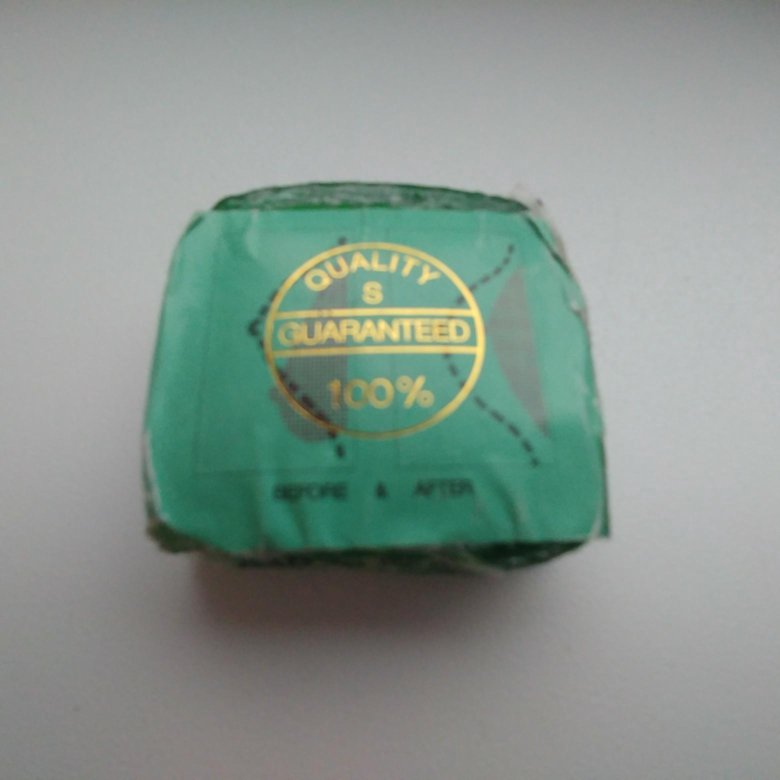 QUALITY
S
GUARANTEED
100%
BEFORE & AFTER